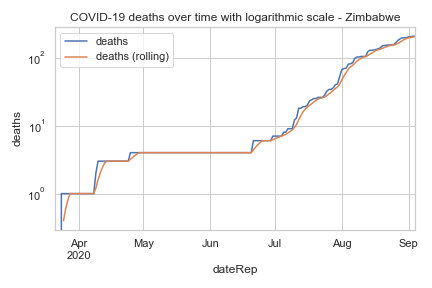 COVID-19 deaths over time with logarithmic scale - Zimbabwe
deaths
deaths (rolling)
10²
10¹
10⁰
deaths
Apr May Jun Jul Aug Sep
2020
dateRep